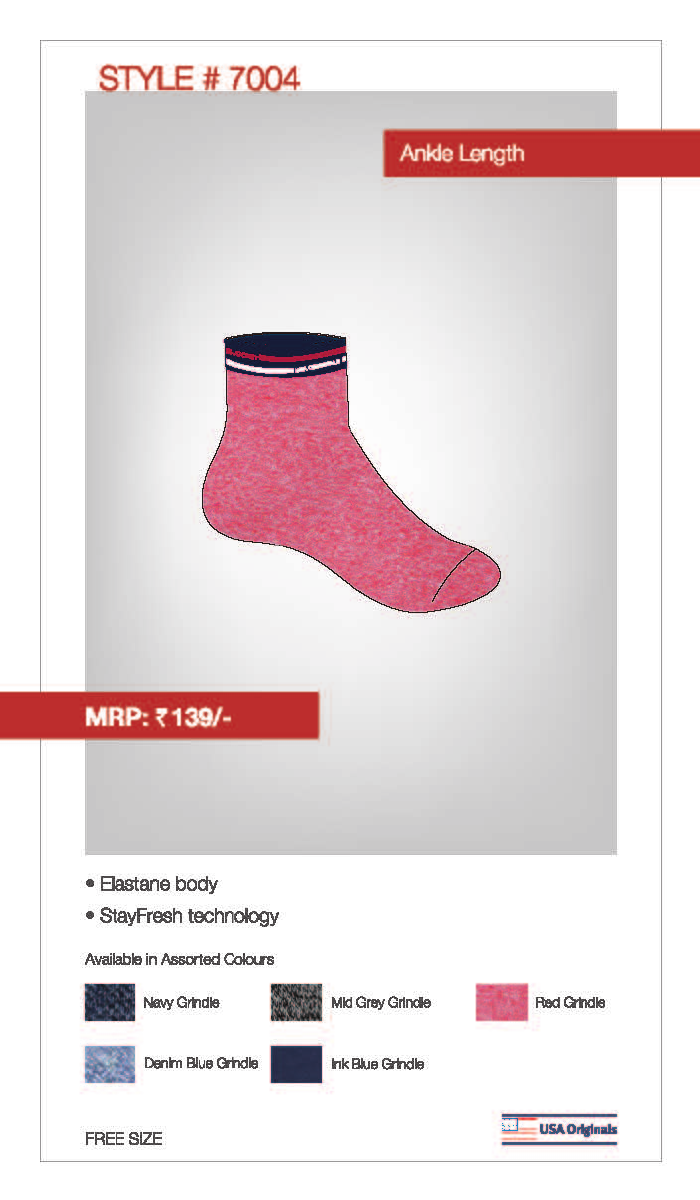 STYLE # 7004
Ankle Length
MRP: ₹139/-
• Elastane body
• StayFresh technology
Available in Assorted Colours
Navy Grindle Mid Grey Grindle Red Grindle
Denim Blue Grindle Ink Blue Grindle
FREE SIZE
USA Originals